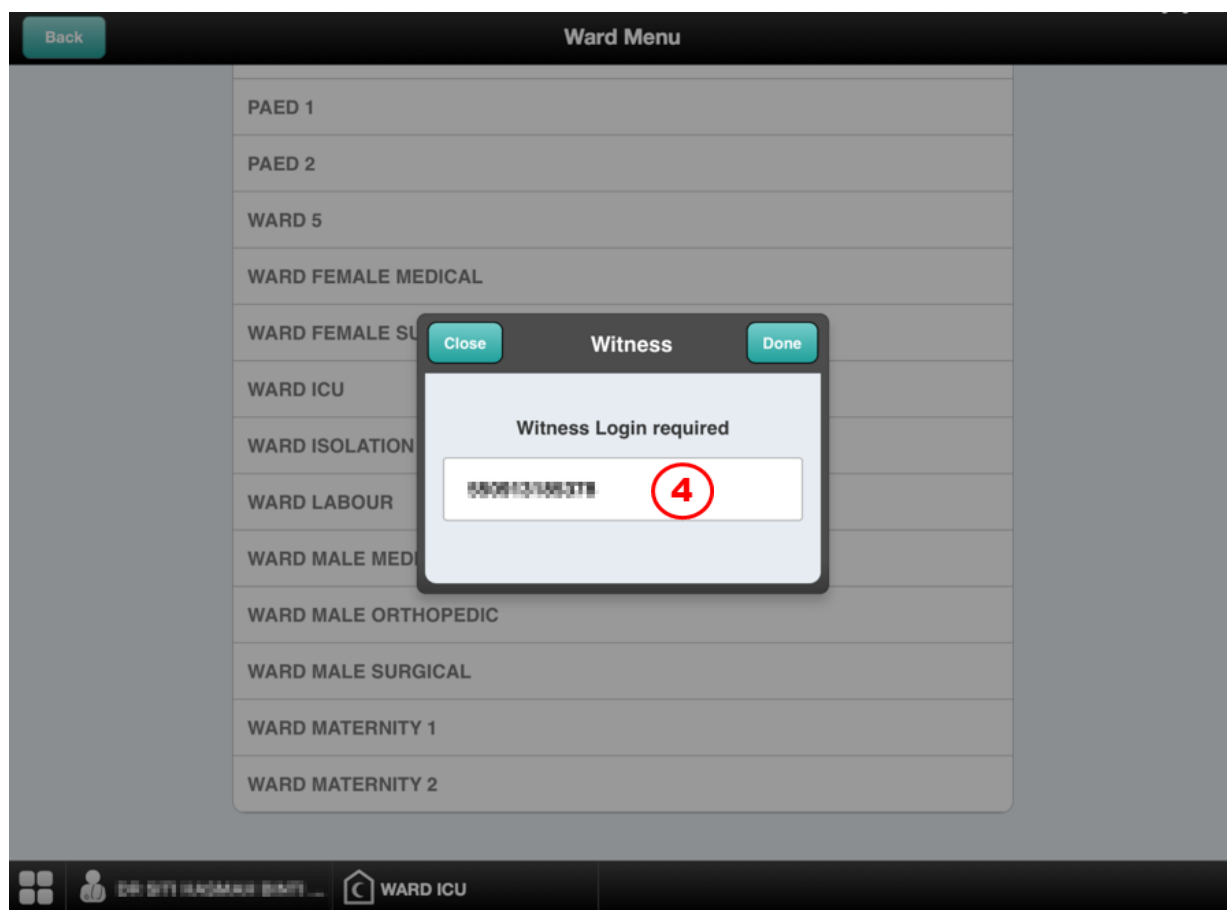 Back
Ward Menu
PAED 1
PAED 2
WARD 5
WARD FEMALE MEDICAL
WARD FEMALE SU
Close
Witness
Done
WARD ICU
Witness Login required
WARD ISOLATION
4
WARD LABOUR
WARD MALE MEDI
WARD MALE ORTHOPEDIC
WARD MALE SURGICAL
WARD MATERNITY 1
WARD MATERNITY 2
WARD ICU